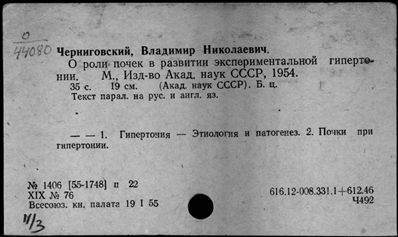 0
44080
Черниговский, Владимир Николаевич.
О роли почек в развитии экспериментальной гиперто-
нии. М., Изд-во Акад. наук СССР, 1954.
35 с. 19 см. (Акад. наук СССР). Б. ц.
Текст парал. на рус. и англ. яз.
— — 1. Гипертония — Этиология и патогенез. 2. Почки при
гипертонии.
№ 1406 [55-1748] п 22
XIX № 76
Всесоюз. кн. палата 19 I 55
616.12-008.331.1+612.46
Ч492